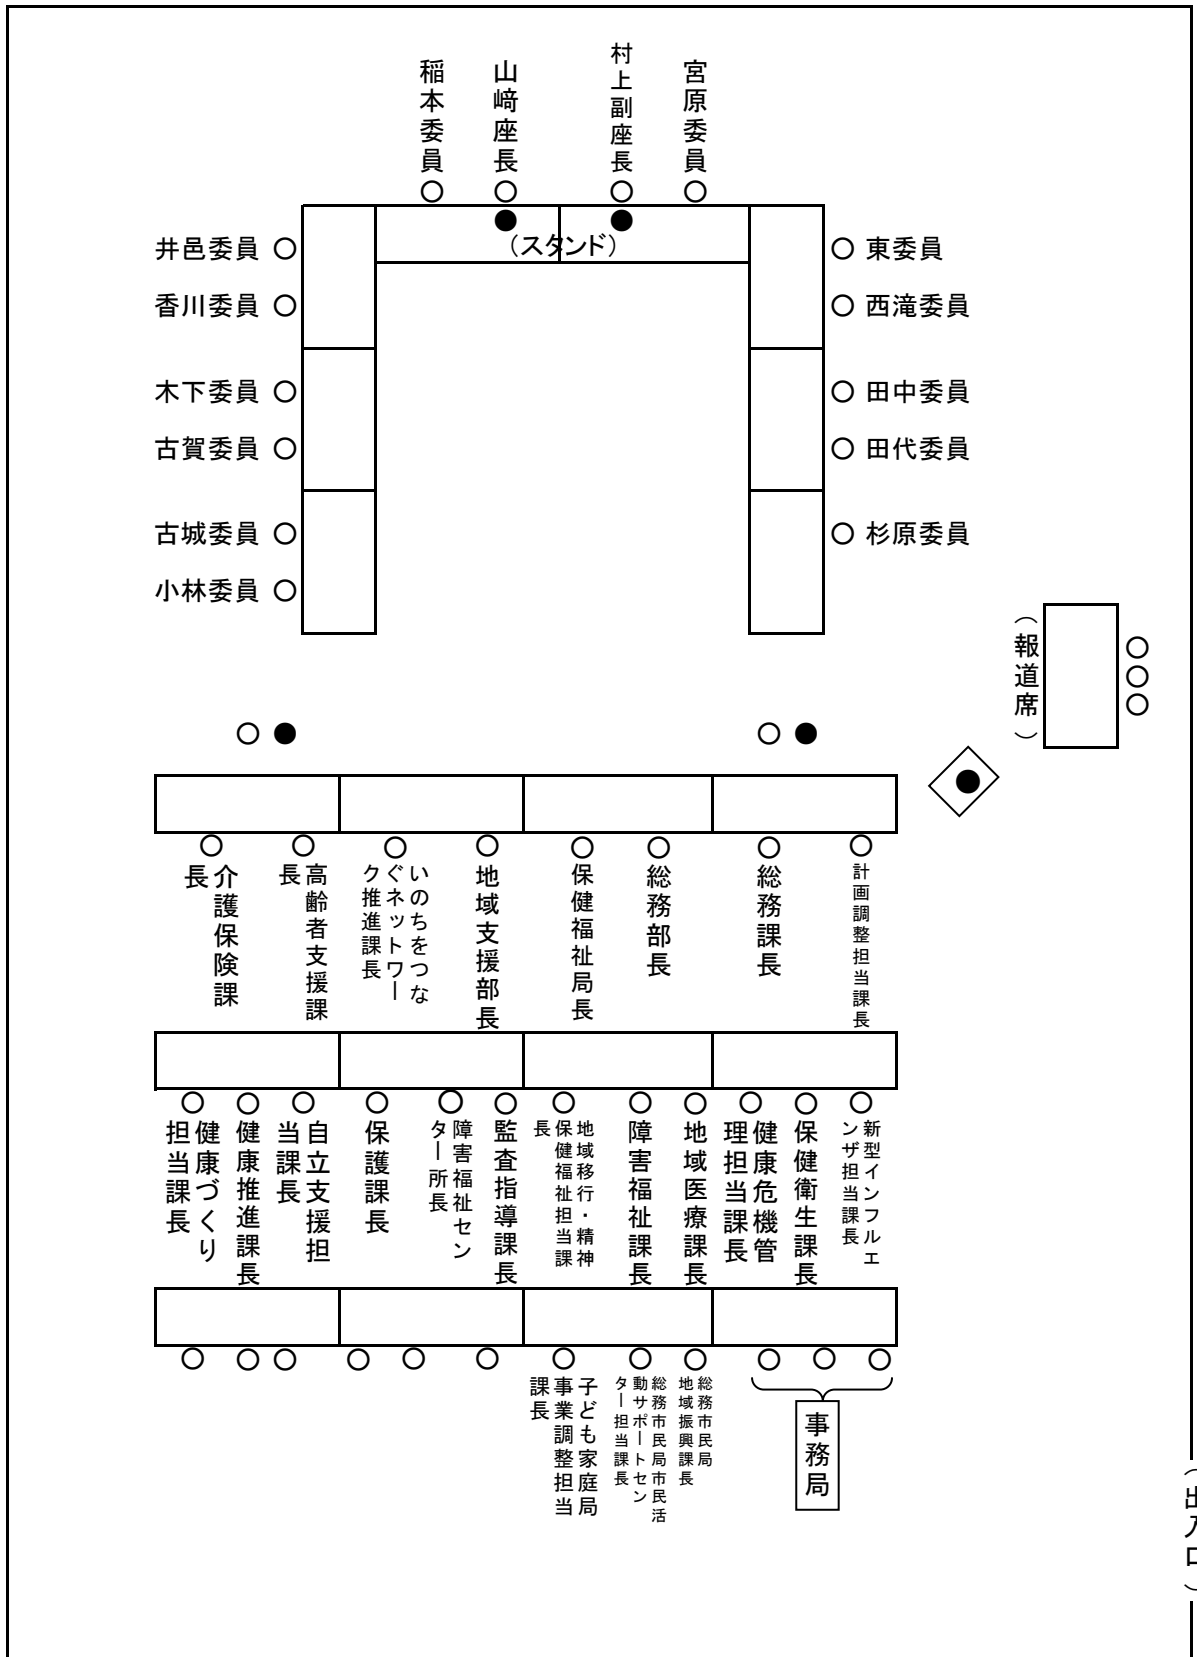 稲本委員
山﨑座長
村上副座長
宮原委員
（スタンド）
井邑委員
香川委員
木下委員
古賀委員
古城委員
小林委員
東委員
西滝委員
田中委員
田代委員
杉原委員
（報道席）
介護保険課
長
高齢者支援課
長
いのちをつな
ぐネットワー
ク推進課長
地域支援部長
保健福祉局長
総務部長
総務課長
計画調整担当課長
健康づくり
担当課長
健康推進課長
自立支援担
当課長
保護課長
障害福祉セン
ター所長
監査指導課長
地域移行・精神
保健福祉担当課
長
障害福祉課長
地域医療課長
健康危機管
理担当課長
保健衛生課長
新型インフルエ
ンザ担当課長
子ども家庭局
事業調整担当
課長
総務市民局市民活
動サポートセン
ター担当課長
総務市民局
地域振興課長
事務局
（出入口）